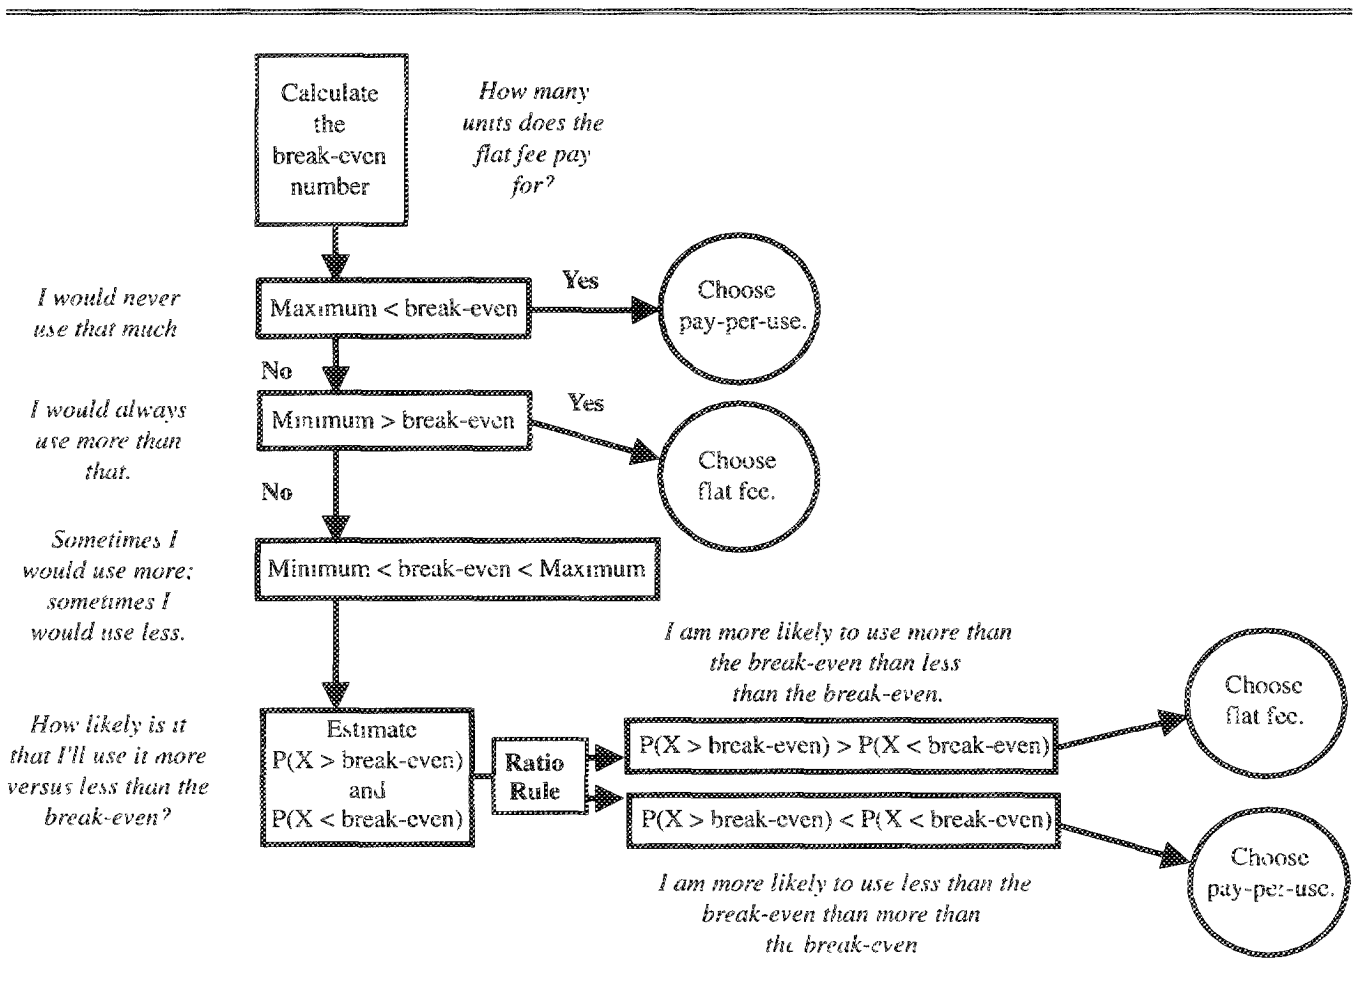 Calculate
the
break-even
number
How many
units does the
flat fee pay
for?
I would never
use that much
Maximum < break-even
Yes
Choose
pay-per-use.
No
I would always
use more than
that.
Minimum > break-even
Yes
Choose
flat fee.
No
Sometimes I
would use more;
sometimes I
would use less.
Minimum < break-even < Maximum
How likely is it
that I'll use it more
versus less than the
break-even?
Estimate
P(X > break-even)
and
P(X < break-even)
Ratio
Rule
I am more likely to use more than
the break-even than less
than the break-even.
P(X > break-even) > P(X < break-even)
Choose
flat fee.
P(X > break-even) < P(X < break-even)
I am more likely to use less than the
break-even than more than
the break-even
Choose
pay-per-use.